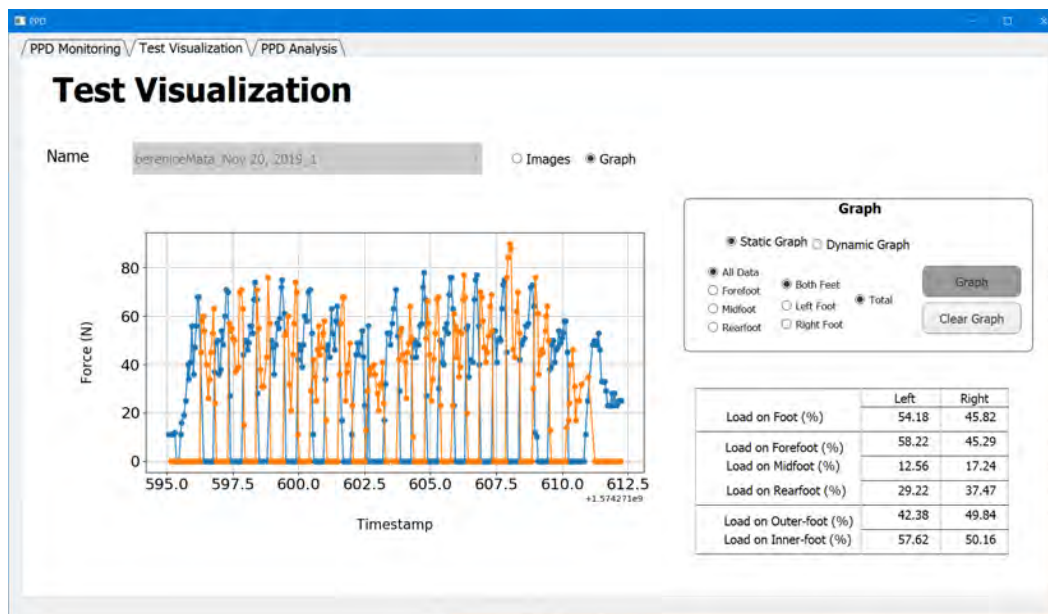 PPD
PPD Monitoring Test Visualization PPD Analysis
Test Visualization
Name bereniceMata_Nov 20, 2019_1 Images Graph
Graph
Static Graph Dynamic Graph
All Data
Forefoot
Midfoot
Rearfoot
Both Feet
Left Foot
Right Foot
Total
Graph
Clear Graph
Force (N)
80
60
40
20
0
595.0 597.5 600.0 602.5 605.0 607.5 610.0 612.5
+1.574271e9
Timestamp
Left Right
Load on Foot (%) 54.18 45.82
Load on Forefoot (%) 58.22 45.29
Load on Midfoot (%) 12.56 17.24
Load on Rearfoot (%) 29.22 37.47
Load on Outer-foot (%) 42.38 49.84
Load on Inner-foot (%) 57.62 50.16